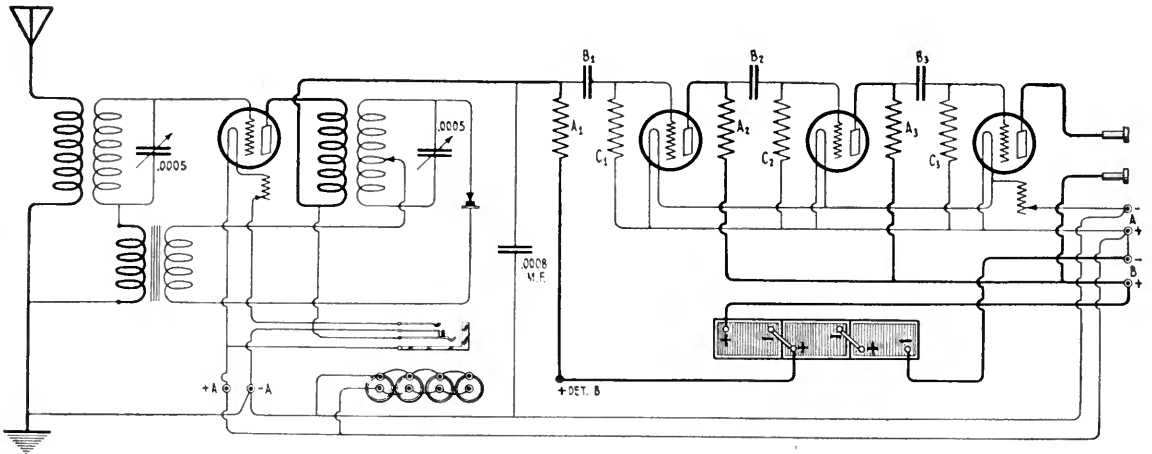 B₁
B₂
B₃
.0005
.0005
A₁
C₁
A₂
C₂
A₃
C₃
.0008
M.F.
-
A
+
-
B
+
+ - + - + -
+A
-A
+ DET. B